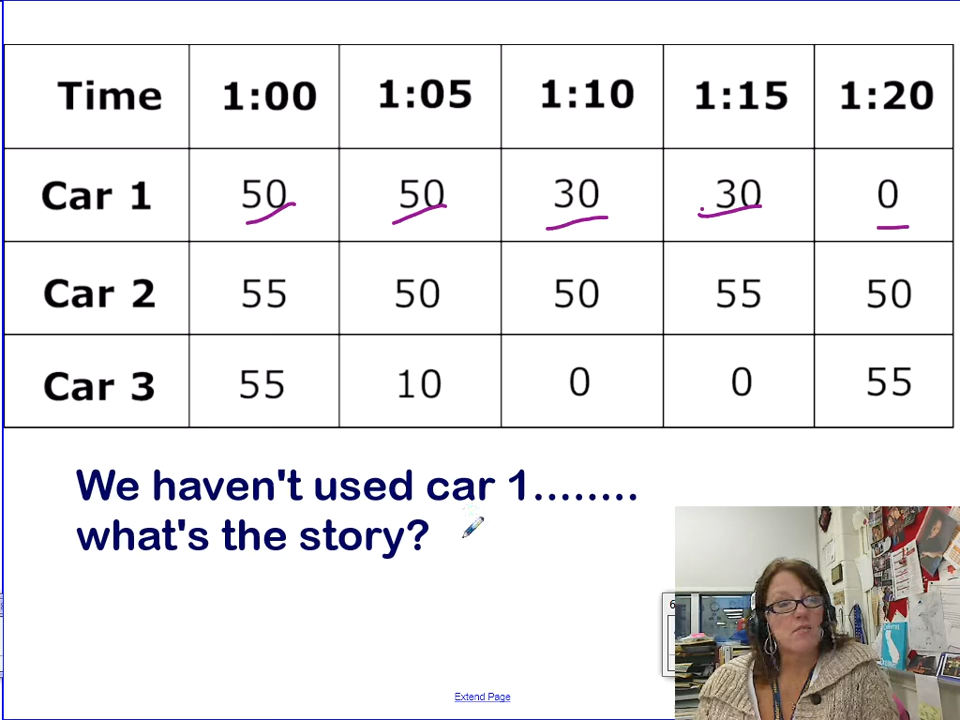 Time 1:00 1:05 1:10 1:15 1:20
Car 1 50 50 30 30 0
Car 2 55 50 50 55 50
Car 3 55 10 0 0 55
We haven't used car 1........
what's the story?
6
Extend Page